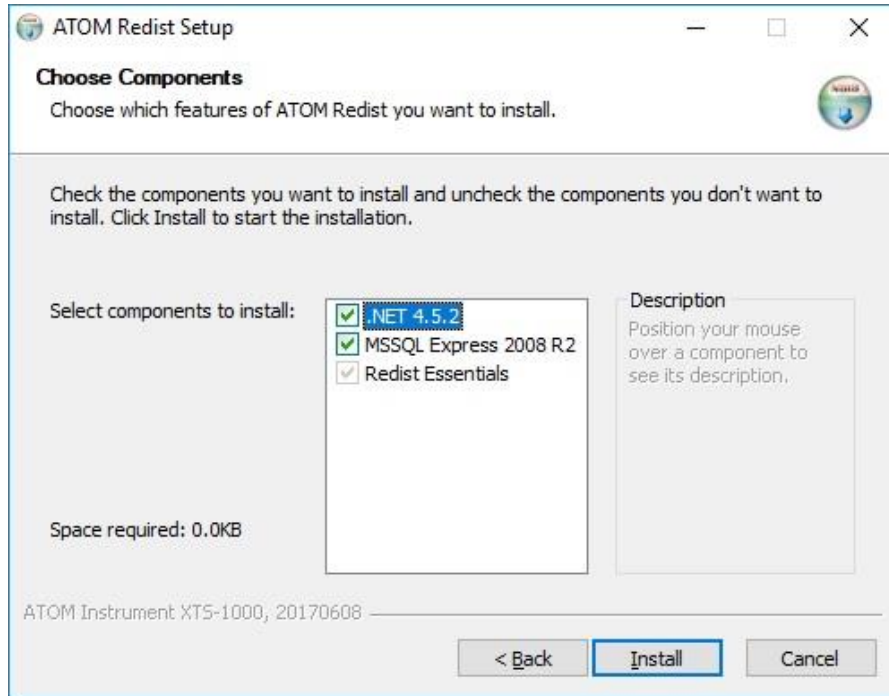 ATOM Redist Setup
Choose Components
Choose which features of ATOM Redist you want to install.
Check the components you want to install and uncheck the components you don't want to
install. Click Install to start the installation.
Select components to install:
.NET 4.5.2
MSSQL Express 2008 R2
Redist Essentials
Description
Position your mouse
over a component to
see its description.
Space required: 0.0KB
ATOM Instrument XTS-1000, 20170608
< Back
Install
Cancel